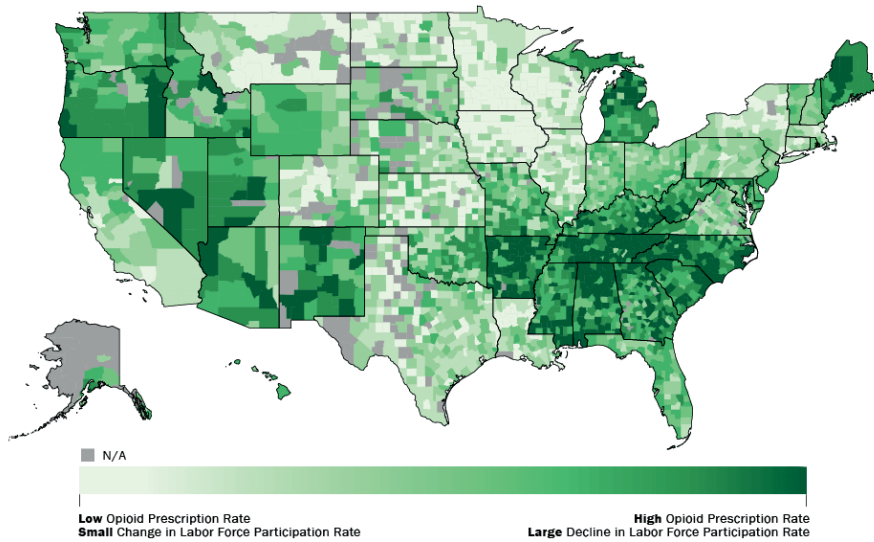 N/A
Low Opioid Prescription Rate
Small Change in Labor Force Participation Rate
High Opioid Prescription Rate
Large Decline in Labor Force Participation Rate